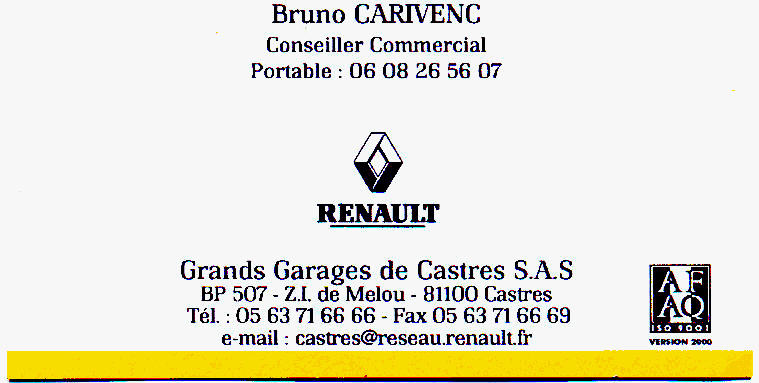 Bruno CARIVENC
Conseiller Commercial
Portable : 06 08 26 56 07
RENAULT
Grands Garages de Castres S.A.S
BP 507 - Z.I. de Melou - 81100 Castres
Tél. : 05 63 71 66 66 - Fax 05 63 71 66 69
e-mail : castres@reseau.renault.fr
AF
AQ
ISO 9001
VERSION 2000